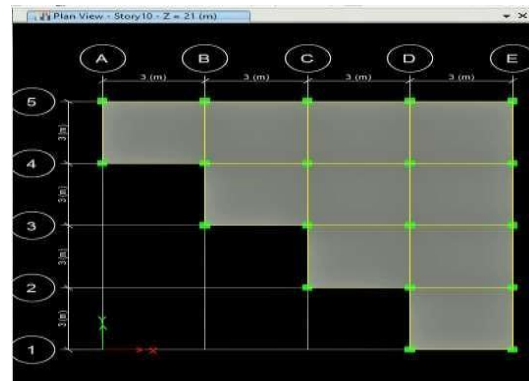 Plan View - Story10 - Z = 21 (m)
A B C D E
3 (m) 3 (m) 3 (m) 3 (m)
5
3 (m)
4
3 (m)
3
3 (m)
2
3 (m)
1
Y
X